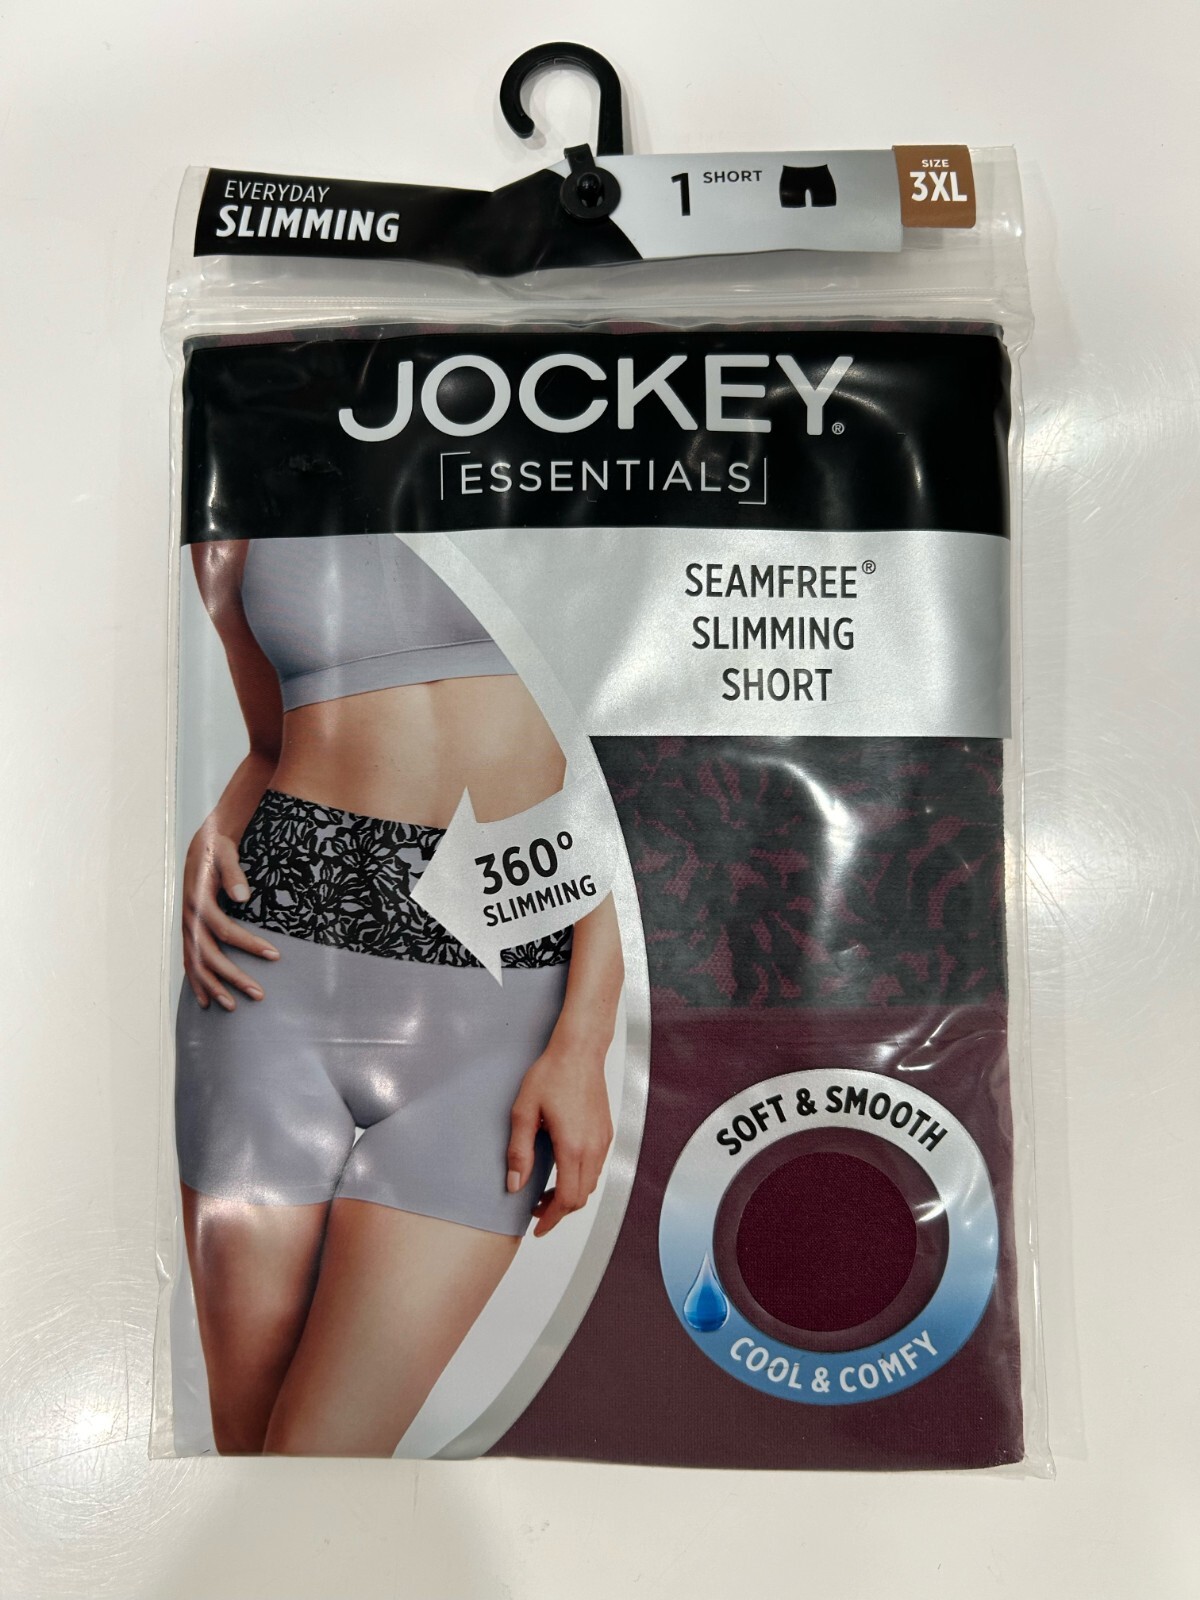 EVERYDAY
SLIMMING
1 SHORT
SIZE
3XL
JOCKEY®
ESSENTIALS
SEAMFREE®
SLIMMING
SHORT
360°
SLIMMING
SOFT & SMOOTH
COOL & COMFY